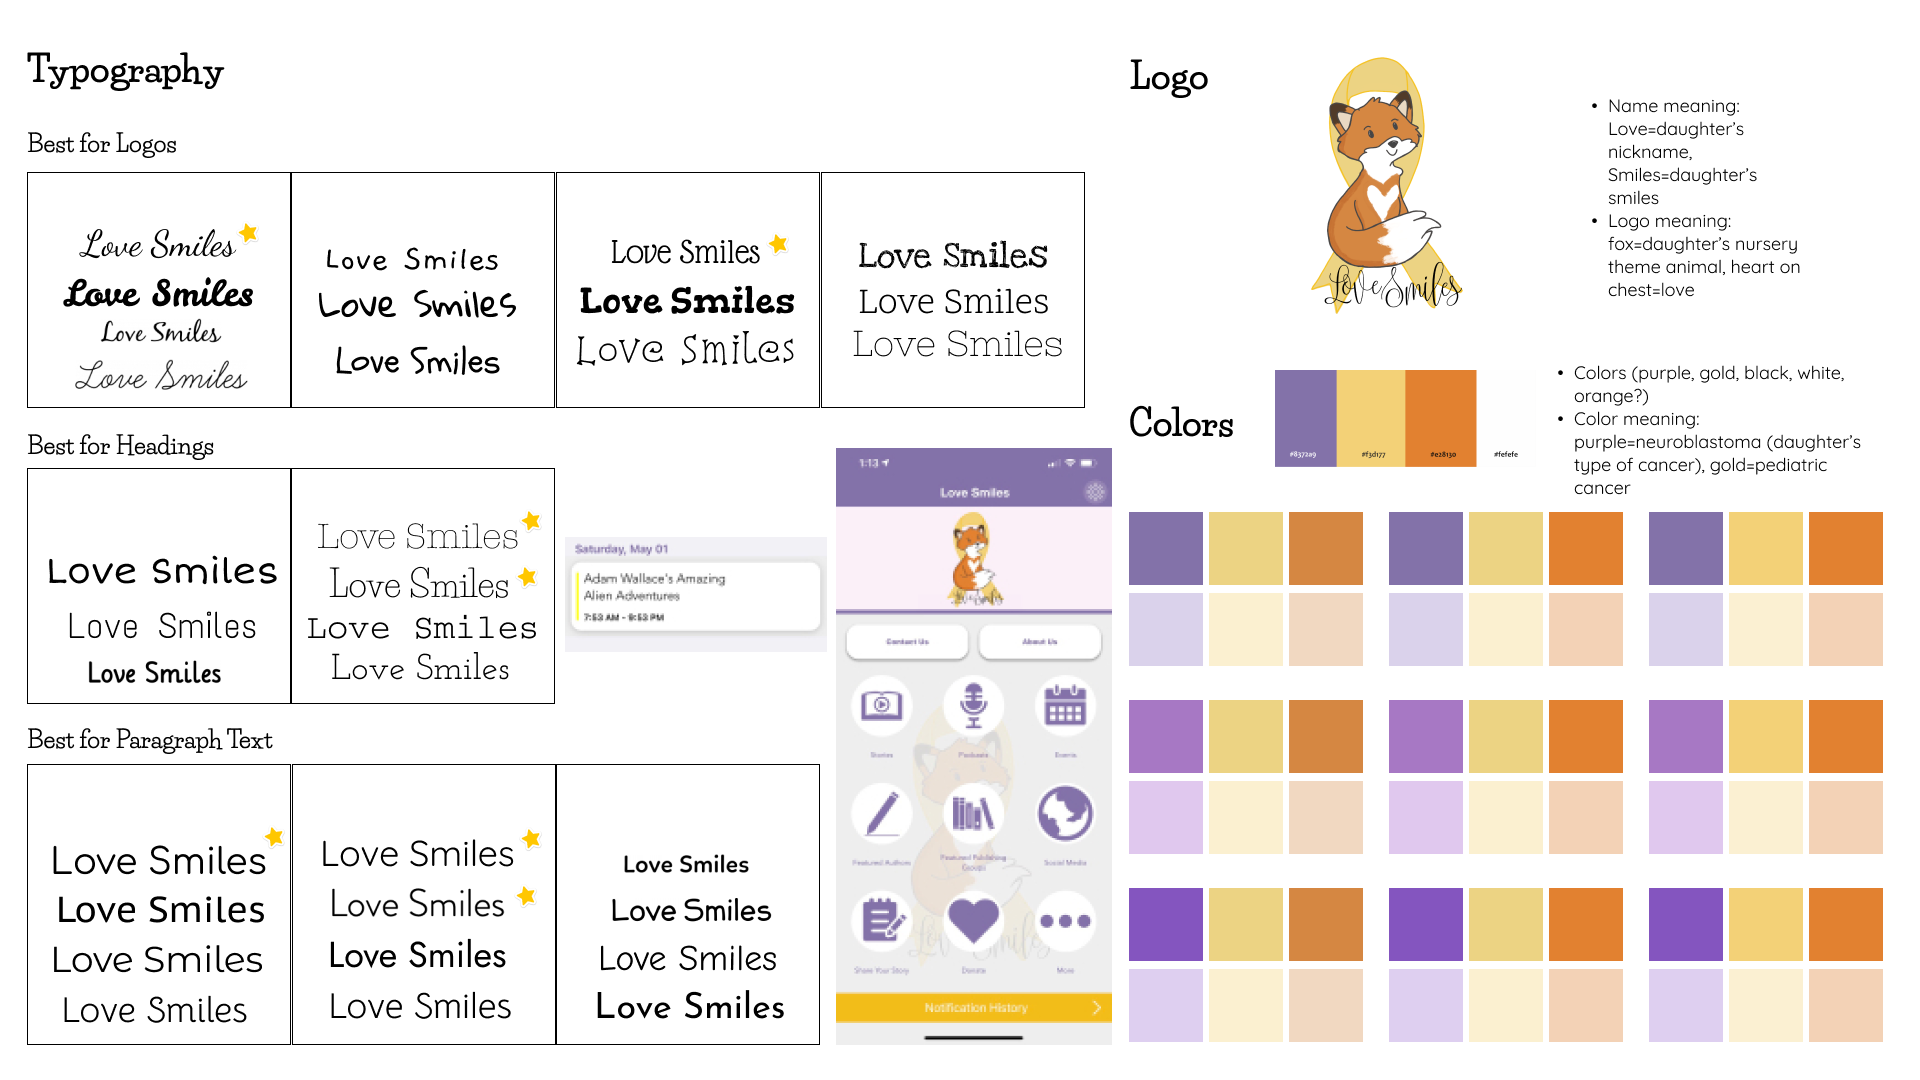 Typography
Best for Logos
Love Smiles
Love Smiles
Love Smiles
Love Smiles
Love Smiles
Love Smiles
Love Smiles
Love Smiles
Love Smiles
Love Smiles
Love Smiles
Love Smiles
Love Smiles
Best for Headings
Love Smiles
Love Smiles
Love Smiles
Love Smiles
Love Smiles
Love Smiles
Love Smiles
Saturday, May 01
Adam Wallace's Amazing
Alien Adventures
7:53 AM - 9:53 PM
Best for Paragraph Text
Love Smiles
Love Smiles
Love Smiles
Love Smiles
Love Smiles
Love Smiles
Love Smiles
Love Smiles
Love Smiles
Love Smiles
Love Smiles
Love Smiles
1:13
Love Smiles
Love Smiles
Contact Us
About Us
Stories
Podcasts
Events
Featured Authors
Featured Publishing
Groups
Social Media
Love Smiles
Share Your Story
Donate
More
Notification History
Logo
Love Smiles
• Name meaning:
Love=daughter's
nickname,
Smiles=daughter's
smiles
• Logo meaning:
fox=daughter's nursery
theme animal, heart on
chest=love
Colors
#8372a9
#f3d177
#e28130
#fefefe
• Colors (purple, gold, black, white,
orange?)
• Color meaning:
purple=neuroblastoma (daughter's
type of cancer), gold=pediatric
cancer